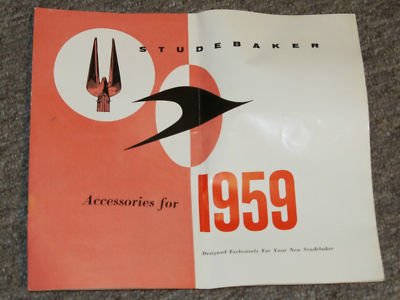 STUDEBAKER
Accessories for 1959
Designed Exclusively For Your New Studebaker